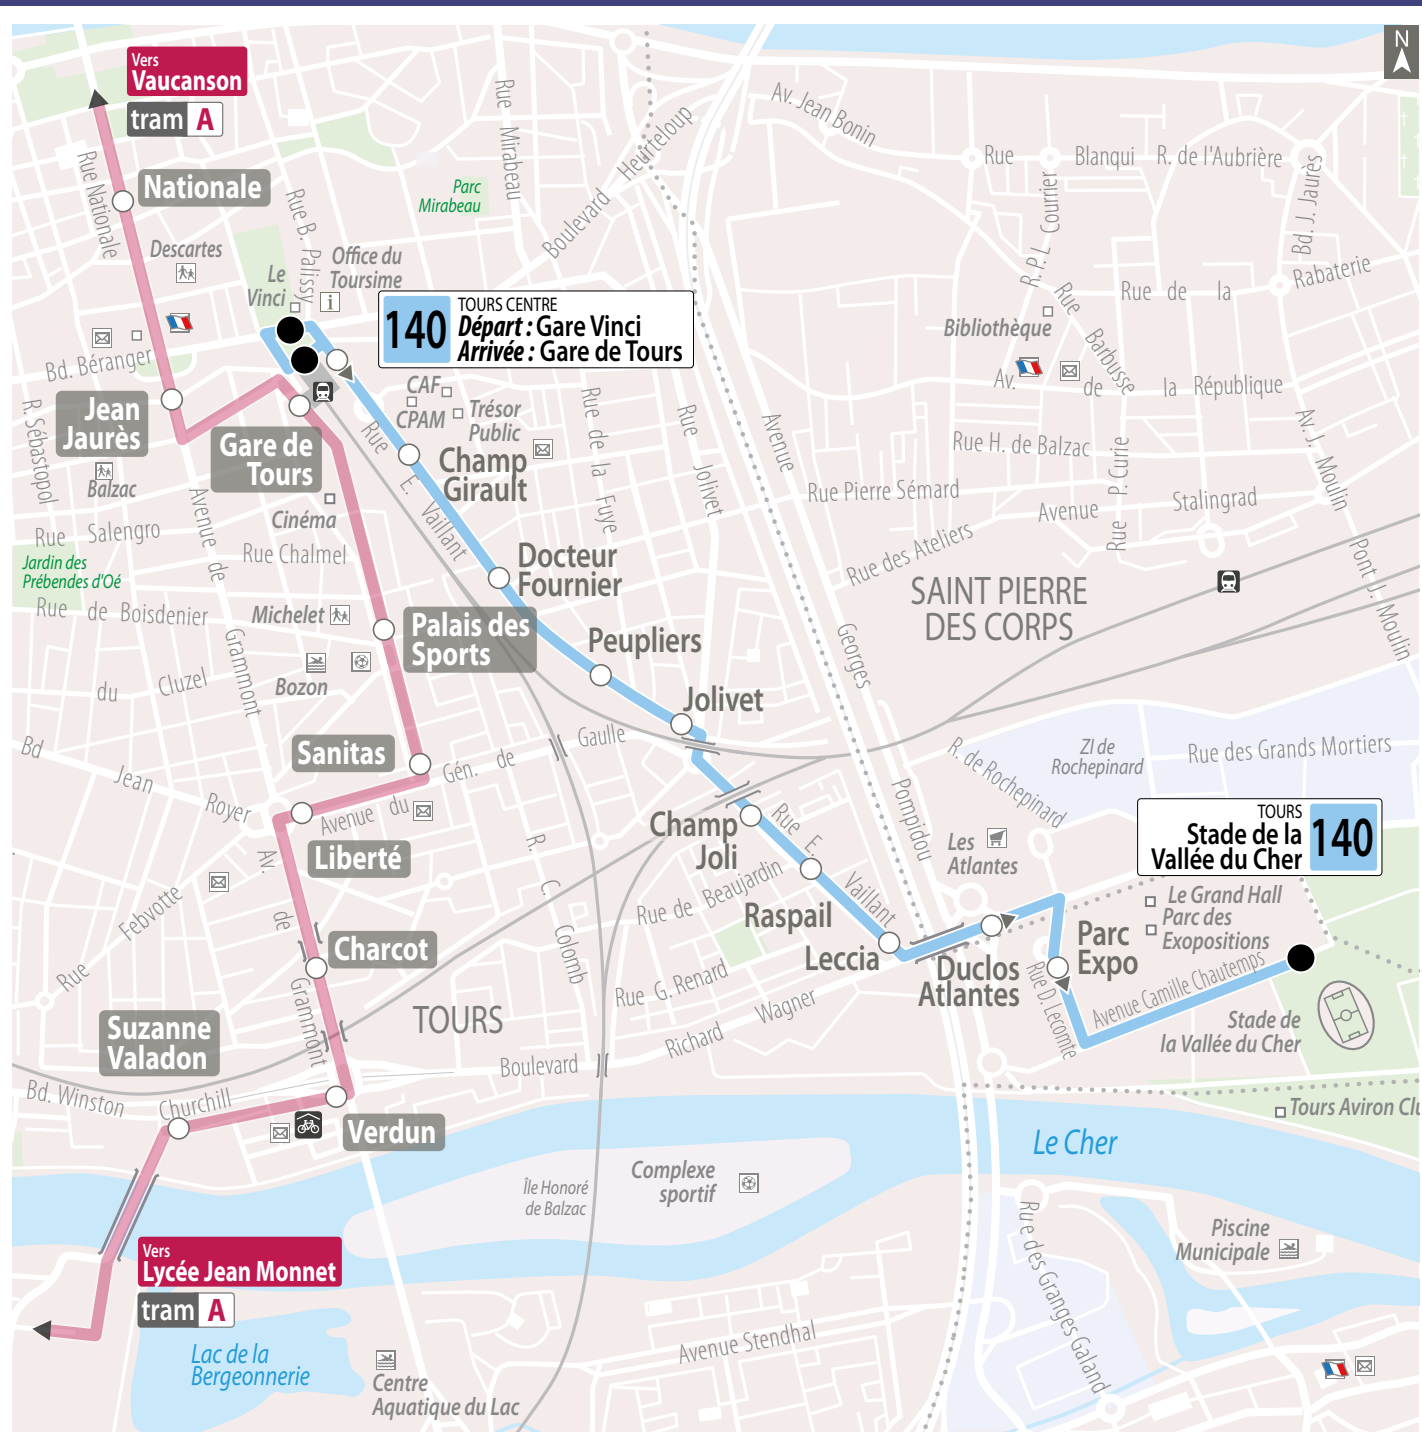 N
Vers
Vaucanson
tram A
Nationale
Rue Nationale
Descartes
Rue B. Palissy
Le
Vinci
Office du
Toursime
i
Rue Mirabeau
Parc
Mirabeau
Boulevard Heurteloup
Av. Jean Bonin
Rue Blanqui
R. de l'Aubrière
R. P.L. Courrier
Bd. J. Jaurès
Rue de la Rabaterie
Rue Barbusse
Bibliothèque
Av. de la République
140
TOURS CENTRE
Départ : Gare Vinci
Arrivée : Gare de Tours
Bd. Béranger
Jean
Jaurès
R. Sébastopol
Balzac
Gare de
Tours
Cinéma
CAF
CPAM
Trésor
Public
Champ
Girault
Rue E. Vaillant
Rue de la Fuye
Rue Jolivet
Avenue Georges Pompidou
Rue H. de Balzac
Rue Pierre Sémard
Rue P. Curie
Avenue Stalingrad
Av. J. Moulin
Pont J. Moulin
Rue des Ateliers
SAINT PIERRE
DES CORPS
Rue Salengro
Avenue de Grammont
Rue Chalmel
Jardin des
Prébendes d'Oé
Rue de Boisdenier
Michelet
Docteur
Fournier
Palais des
Sports
Peupliers
Bozon
du Cluzel
Jolivet
Sanitas
Bd Jean Royer
Avenue du Gén. de Gaulle
Liberté
R. de Rochepinard
ZI de
Rochepinard
Rue des Grands Mortiers
Champ
Joli
Rue E. Vaillant
Rue de Beaujardin
Raspail
Leccia
Les
Atlantes
TOURS
Stade de la
Vallée du Cher
140
Le Grand Hall
Parc des
Exopositions
Rue Febvotte
Av. de Grammont
Charcot
R. C. Colomb
Duclos
Atlantes
Parc
Expo
Rue D. Lecomte
Avenue Camille Chautemps
Stade de
la Vallée du Cher
Rue G. Renard
Boulevard Richard Wagner
TOURS
Suzanne
Valadon
Bd. Winston Churchill
Verdun
Tours Aviron Clu
Le Cher
Île Honoré
de Balzac
Complexe
sportif
Rue des Granges Galand
Piscine
Municipale
Vers
Lycée Jean Monnet
tram A
Lac de la
Bergeonnerie
Centre
Aquatique du Lac
Avenue Stendhal